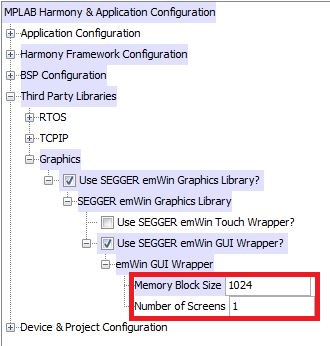 MPLAB Harmony & Application Configuration
Application Configuration
Harmony Framework Configuration
BSP Configuration
Third Party Libraries
RTOS
TCPIP
Graphics
Use SEGGER emWin Graphics Library?
SEGGER emWin Graphics Library
Use SEGGER emWin Touch Wrapper?
Use SEGGER emWin GUI Wrapper?
emWin GUI Wrapper
Memory Block Size 1024
Number of Screens 1
Device & Project Configuration